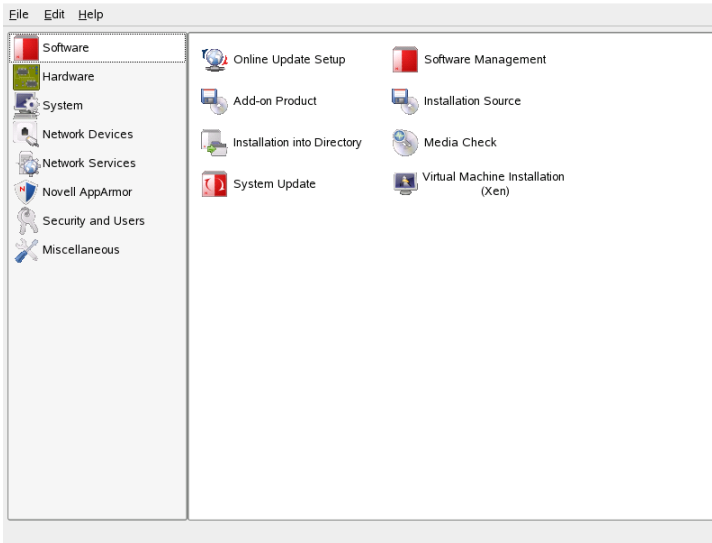 File Edit Help
Software
Hardware
System
Network Devices
Network Services
Novell AppArmor
Security and Users
Miscellaneous
Online Update Setup
Software Management
Add-on Product
Installation Source
Installation into Directory
Media Check
System Update
Virtual Machine Installation
(Xen)